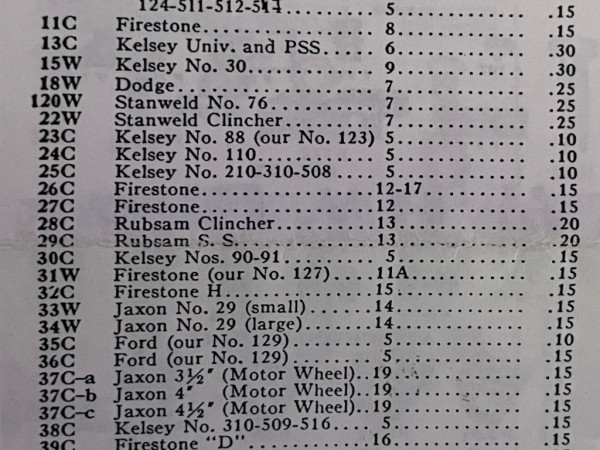 124-511-512-514 5 .15
11C Firestone 8 .15
13C Kelsey Univ. and PSS 6 .30
15W Kelsey No. 30 9 .30
18W Dodge 7 .25
120W Stanweld No. 76 7 .25
22W Stanweld Clincher 7 .25
23C Kelsey No. 88 (our No. 123) 5 .10
24C Kelsey No. 110 5 .10
25C Kelsey No. 210-310-508 5 .10
26C Firestone 12-17 .15
27C Firestone 12 .15
28C Rubsam Clincher 13 .20
29C Rubsam S. S. 13 .20
30C Kelsey Nos. 90-91 5 .15
31W Firestone (our No. 127) 11A .15
32C Firestone H 15 .15
33W Jaxon No. 29 (small) 14 .15
34W Jaxon No. 29 (large) 14 .15
35C Ford (our No. 129) 5 .10
36C Ford (our No. 129) 5 .15
37C-a Jaxon 3½" (Motor Wheel) 19 .15
37C-b Jaxon 4" (Motor Wheel) 19 .15
37C-c Jaxon 4½" (Motor Wheel) 19 .15
38C Kelsey No. 310-509-516 5 .15
39C Firestone "D" 16 .15